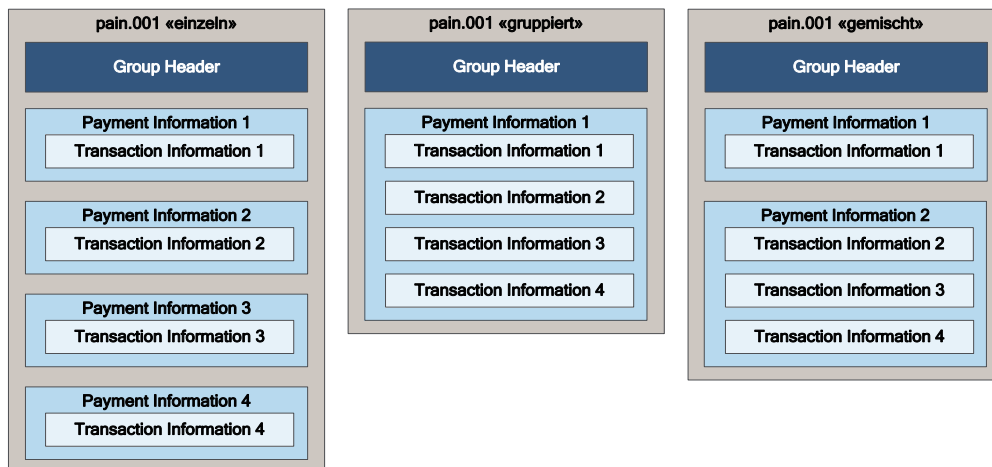 pain.001 «einzeln»
Group Header
Payment Information 1
Transaction Information 1
Payment Information 2
Transaction Information 2
Payment Information 3
Transaction Information 3
Payment Information 4
Transaction Information 4
pain.001 «gruppiert»
Group Header
Payment Information 1
Transaction Information 1
Transaction Information 2
Transaction Information 3
Transaction Information 4
pain.001 «gemischt»
Group Header
Payment Information 1
Transaction Information 1
Payment Information 2
Transaction Information 2
Transaction Information 3
Transaction Information 4